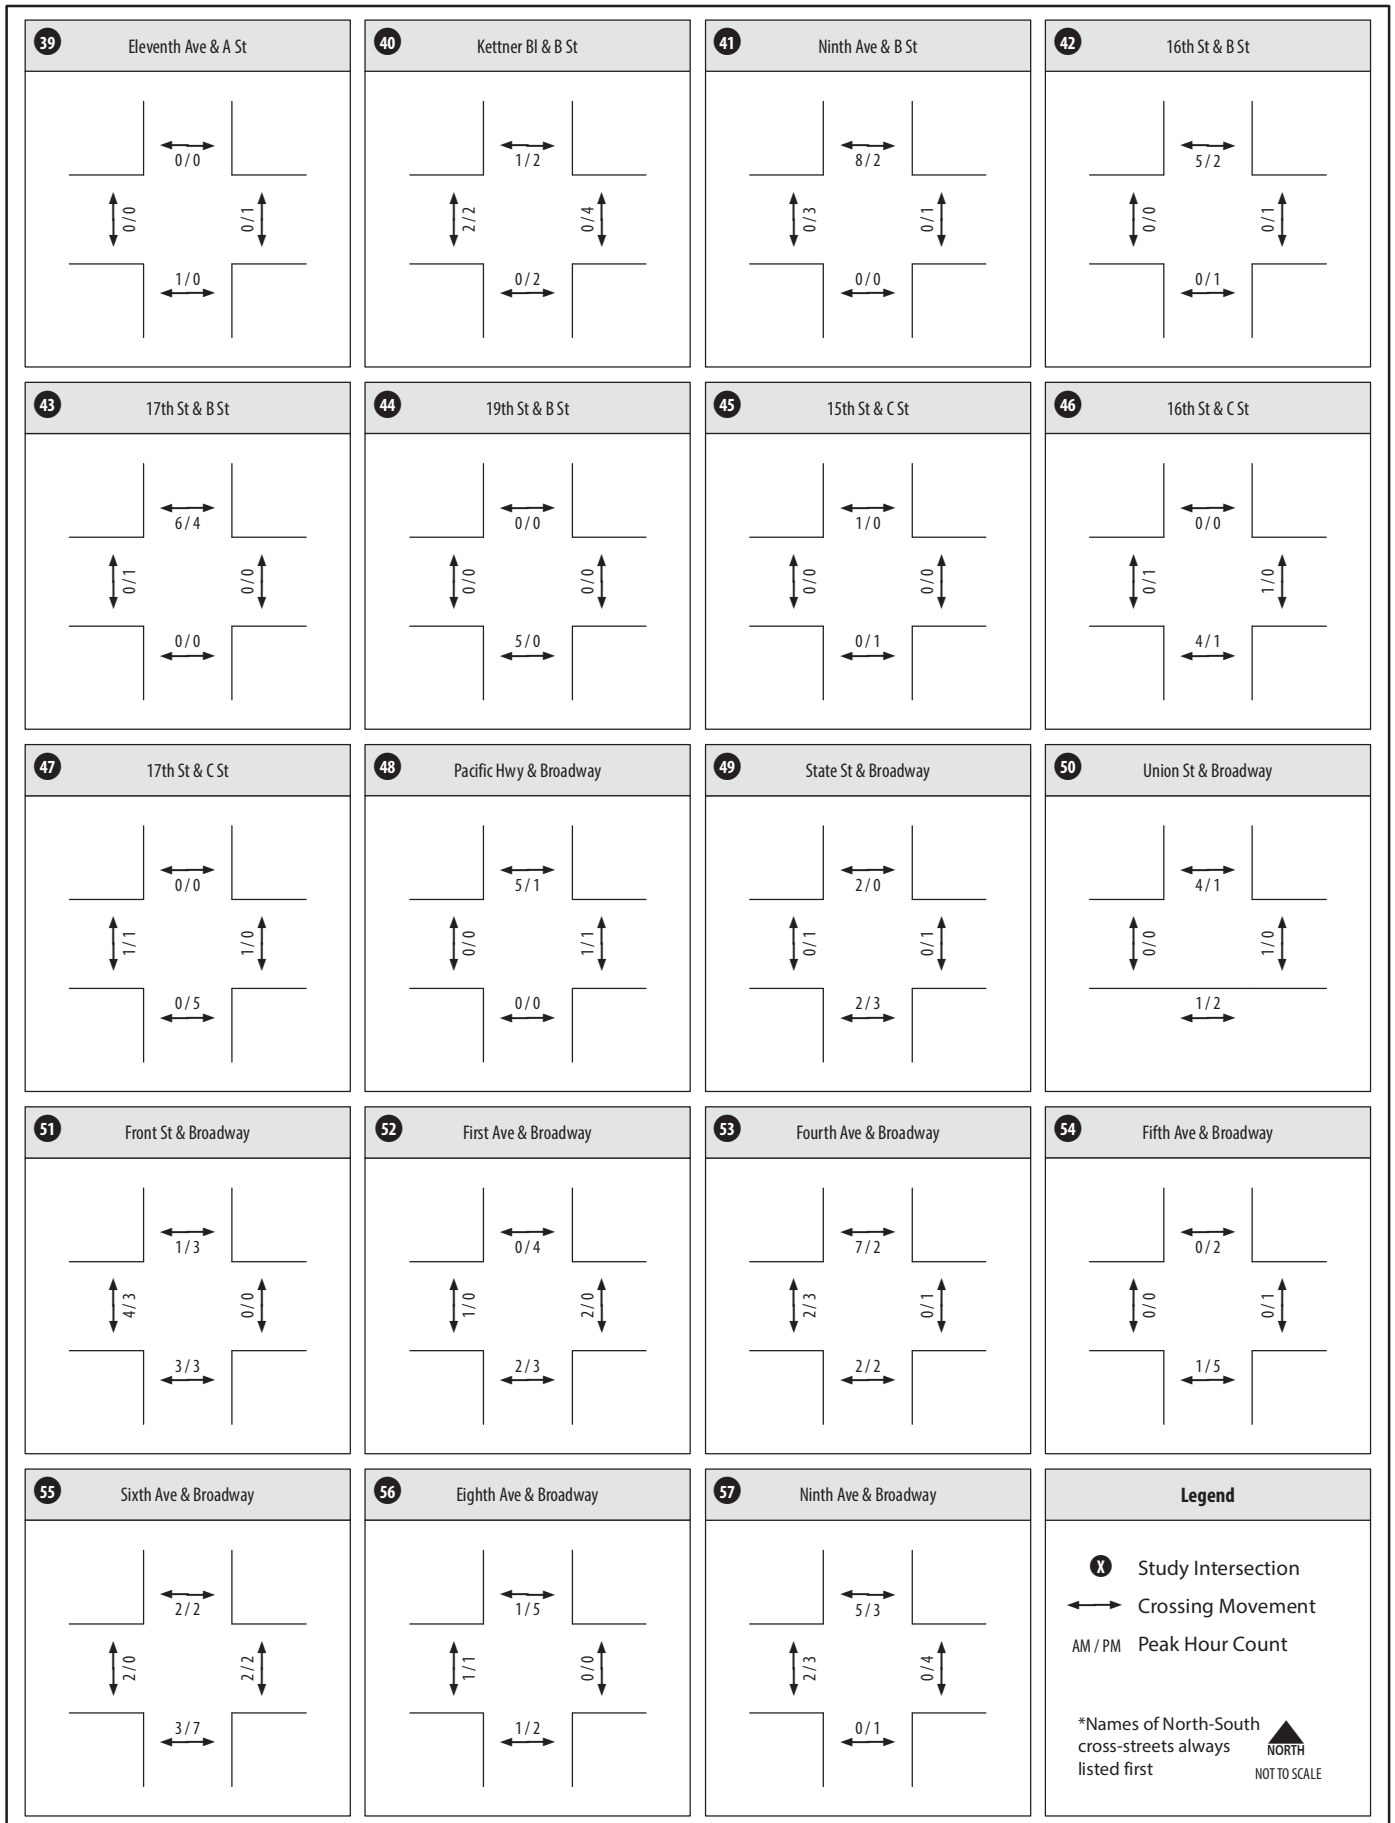 39 Eleventh Ave & A St
0 / 0
0 / 0
0 / 1
1 / 0
40 Kettner Bl & B St
1 / 2
2 / 2
0 / 4
0 / 2
41 Ninth Ave & B St
8 / 2
0 / 3
0 / 1
0 / 0
42 16th St & B St
5 / 2
0 / 0
0 / 1
0 / 1
43 17th St & B St
6 / 4
0 / 1
0 / 0
0 / 0
44 19th St & B St
0 / 0
0 / 0
0 / 0
5 / 0
45 15th St & C St
1 / 0
0 / 0
0 / 0
0 / 1
46 16th St & C St
0 / 0
0 / 1
1 / 0
4 / 1
47 17th St & C St
0 / 0
1 / 1
1 / 0
0 / 5
48 Pacific Hwy & Broadway
5 / 1
0 / 0
1 / 1
0 / 0
49 State St & Broadway
2 / 0
0 / 1
0 / 1
2 / 3
50 Union St & Broadway
4 / 1
0 / 0
1 / 0
1 / 2
51 Front St & Broadway
1 / 3
4 / 3
0 / 0
3 / 3
52 First Ave & Broadway
0 / 4
1 / 0
2 / 0
2 / 3
53 Fourth Ave & Broadway
7 / 2
2 / 3
0 / 1
2 / 2
54 Fifth Ave & Broadway
0 / 2
0 / 0
0 / 1
1 / 5
55 Sixth Ave & Broadway
2 / 2
2 / 0
2 / 2
3 / 7
56 Eighth Ave & Broadway
1 / 5
1 / 1
0 / 0
1 / 2
57 Ninth Ave & Broadway
5 / 3
2 / 3
0 / 4
0 / 1
Legend
X Study Intersection
Crossing Movement
AM / PM Peak Hour Count
*Names of North-South
cross-streets always
listed first
NORTH
NOT TO SCALE